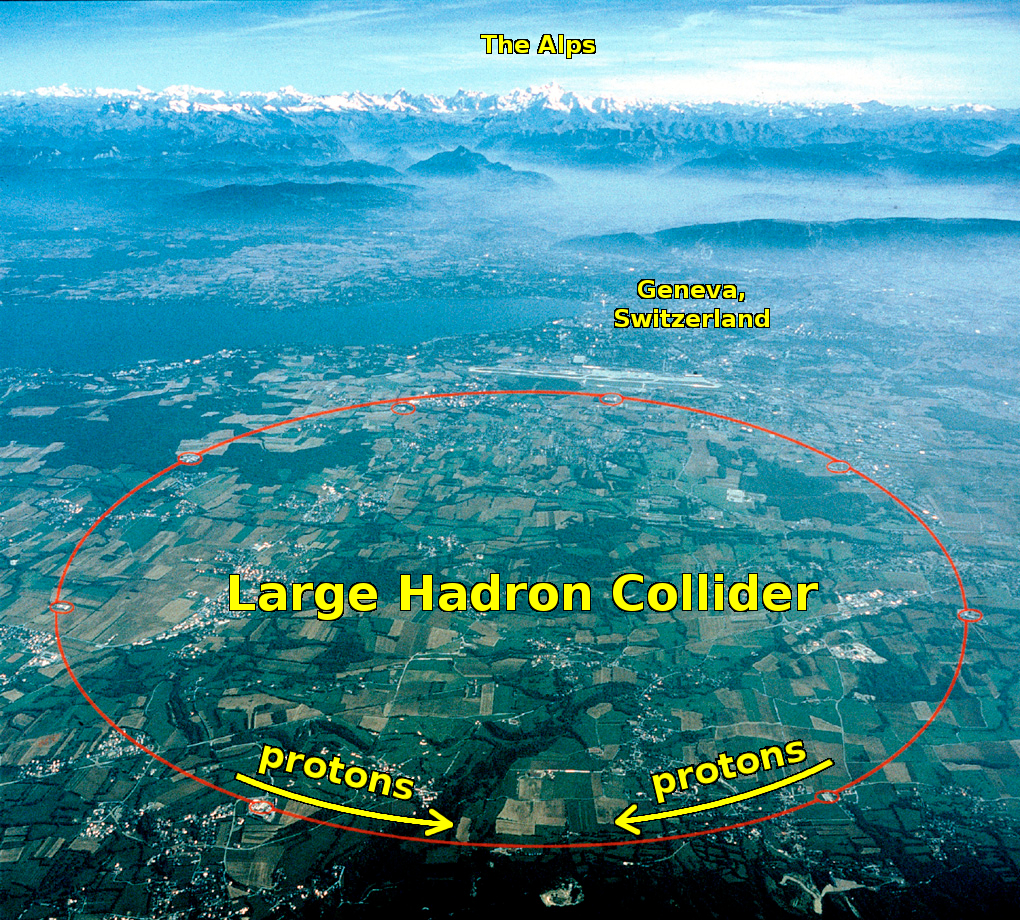 The Alps
Geneva,
Switzerland
Large Hadron Collider
protons
protons